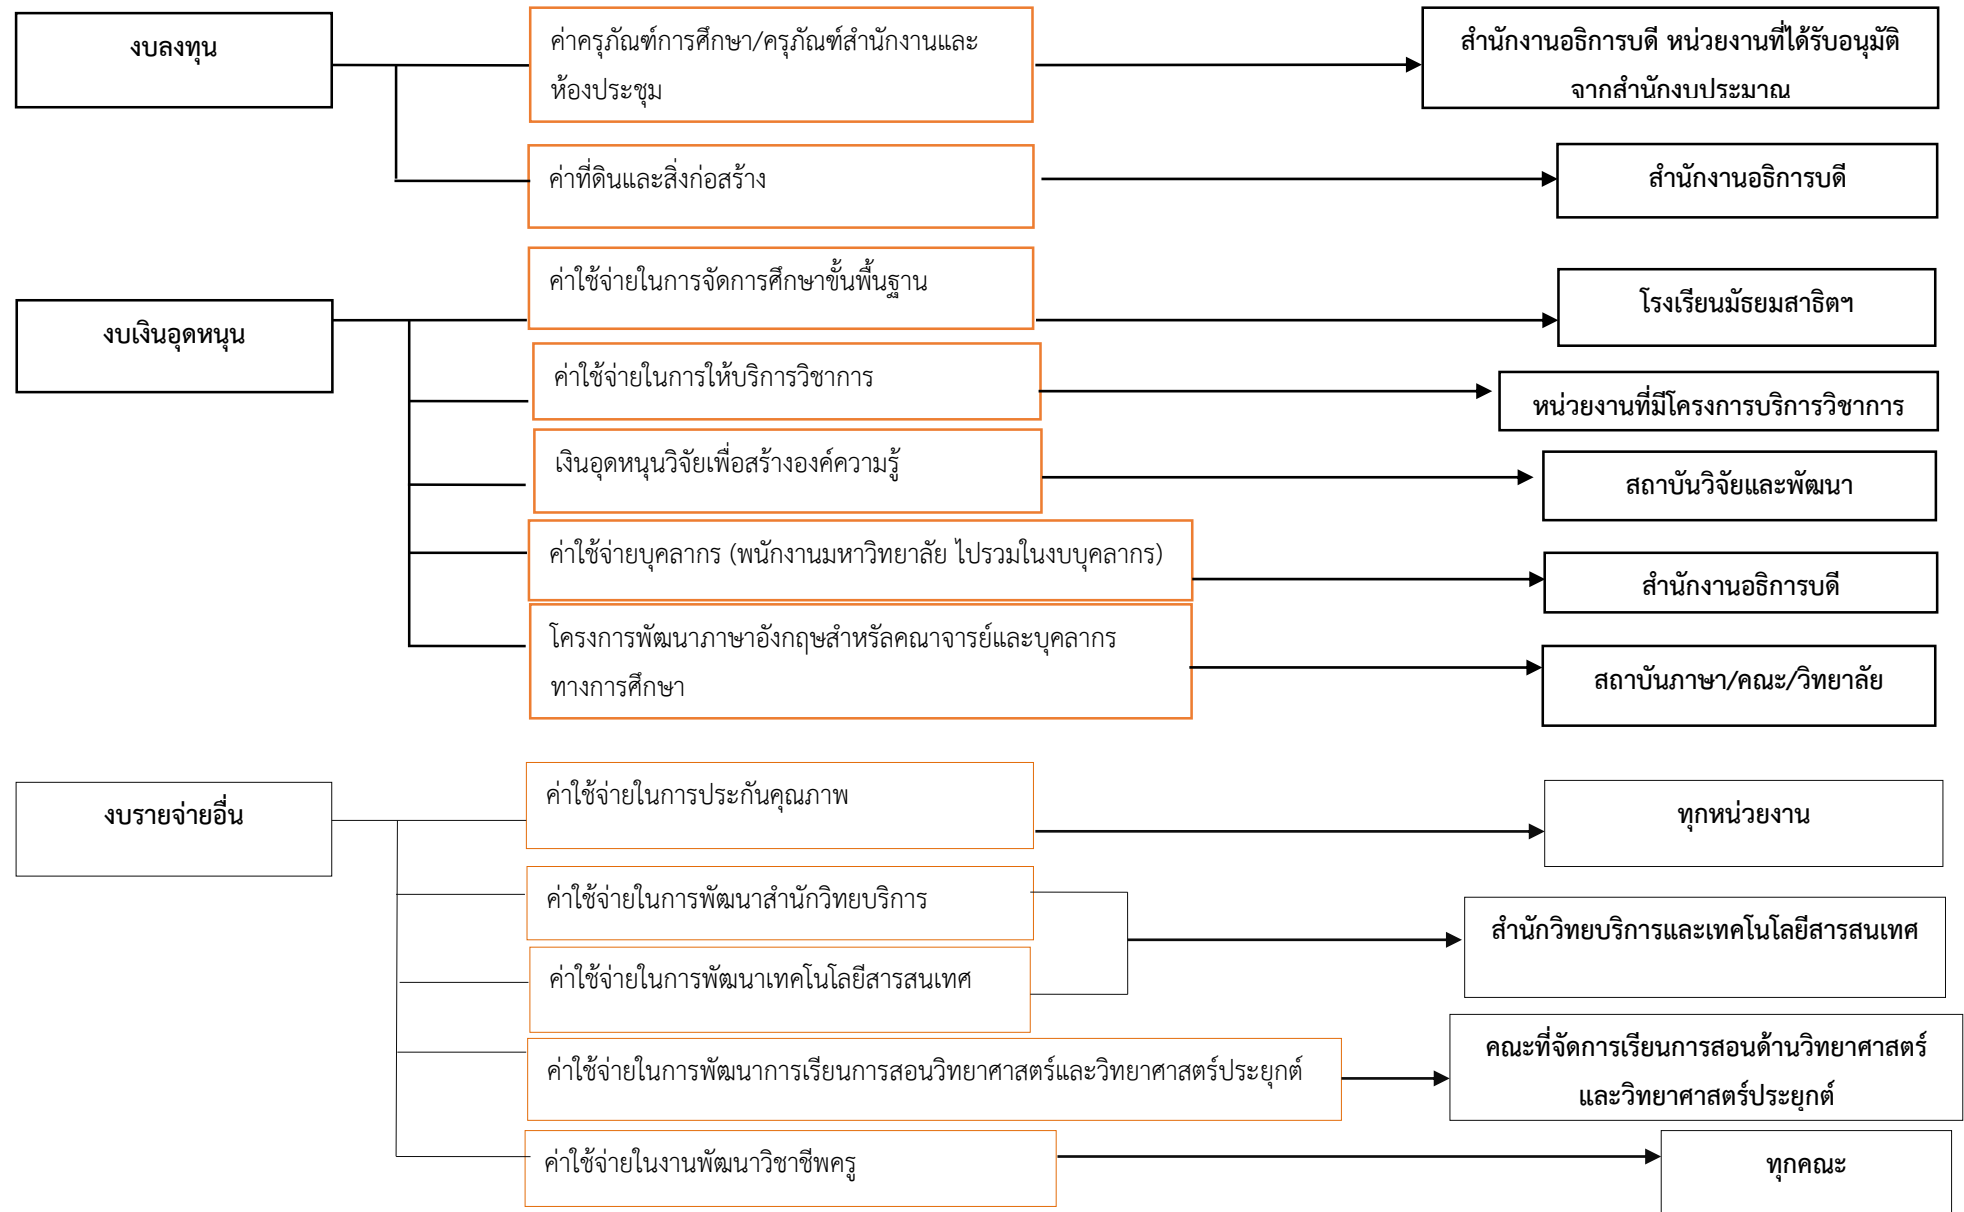 งบลงทุน
ค่าครุภัณฑ์การศึกษา/ครุภัณฑ์สำนักงานและ
ห้องประชุม
สำนักงานอธิการบดี หน่วยงานที่ได้รับอนุมัติ
จากสำนักงบประมาณ
ค่าที่ดินและสิ่งก่อสร้าง
สำนักงานอธิการบดี
งบเงินอุดหนุน
ค่าใช้จ่ายในการจัดการศึกษาขั้นพื้นฐาน
โรงเรียนมัธยมสาธิตฯ
ค่าใช้จ่ายในการให้บริการวิชาการ
หน่วยงานที่มีโครงการบริการวิชาการ
เงินอุดหนุนวิจัยเพื่อสร้างองค์ความรู้
สถาบันวิจัยและพัฒนา
ค่าใช้จ่ายบุคลากร (พนักงานมหาวิทยาลัย ไปรวมในงบบุคลากร)
สำนักงานอธิการบดี
โครงการพัฒนาภาษาอังกฤษสำหรัลคณาจารย์และบุคลากร
ทางการศึกษา
สถาบันภาษา/คณะ/วิทยาลัย
งบรายจ่ายอื่น
ค่าใช้จ่ายในการประกันคุณภาพ
ทุกหน่วยงาน
ค่าใช้จ่ายในการพัฒนาสำนักวิทยบริการ
ค่าใช้จ่ายในการพัฒนาเทคโนโลยีสารสนเทศ
สำนักวิทยบริการและเทคโนโลยีสารสนเทศ
ค่าใช้จ่ายในการพัฒนาการเรียนการสอนวิทยาศาสตร์และวิทยาศาสตร์ประยุกต์
คณะที่จัดการเรียนการสอนด้านวิทยาศาสตร์
และวิทยาศาสตร์ประยุกต์
ค่าใช้จ่ายในงานพัฒนาวิชาชีพครู
ทุกคณะ